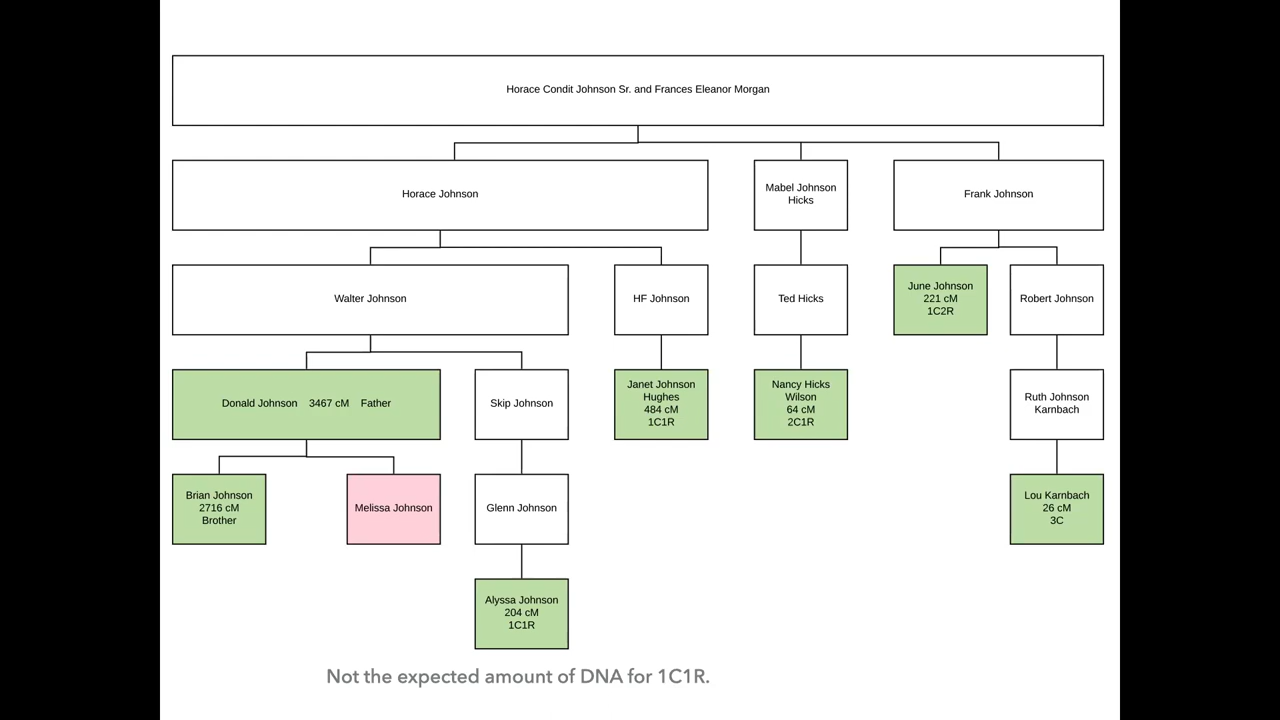 Horace Condit Johnson Sr. and Frances Eleanor Morgan
Horace Johnson
Mabel Johnson
Hicks
Frank Johnson
Walter Johnson
HF Johnson
Ted Hicks
June Johnson
221 cM
1C2R
Robert Johnson
Donald Johnson 3467 cM Father
Skip Johnson
Janet Johnson
Hughes
484 cM
1C1R
Nancy Hicks
Wilson
64 cM
2C1R
Ruth Johnson
Karnbach
Brian Johnson
2716 cM
Brother
Melissa Johnson
Glenn Johnson
Lou Karnbach
26 cM
3C
Alyssa Johnson
204 cM
1C1R
Not the expected amount of DNA for 1C1R.